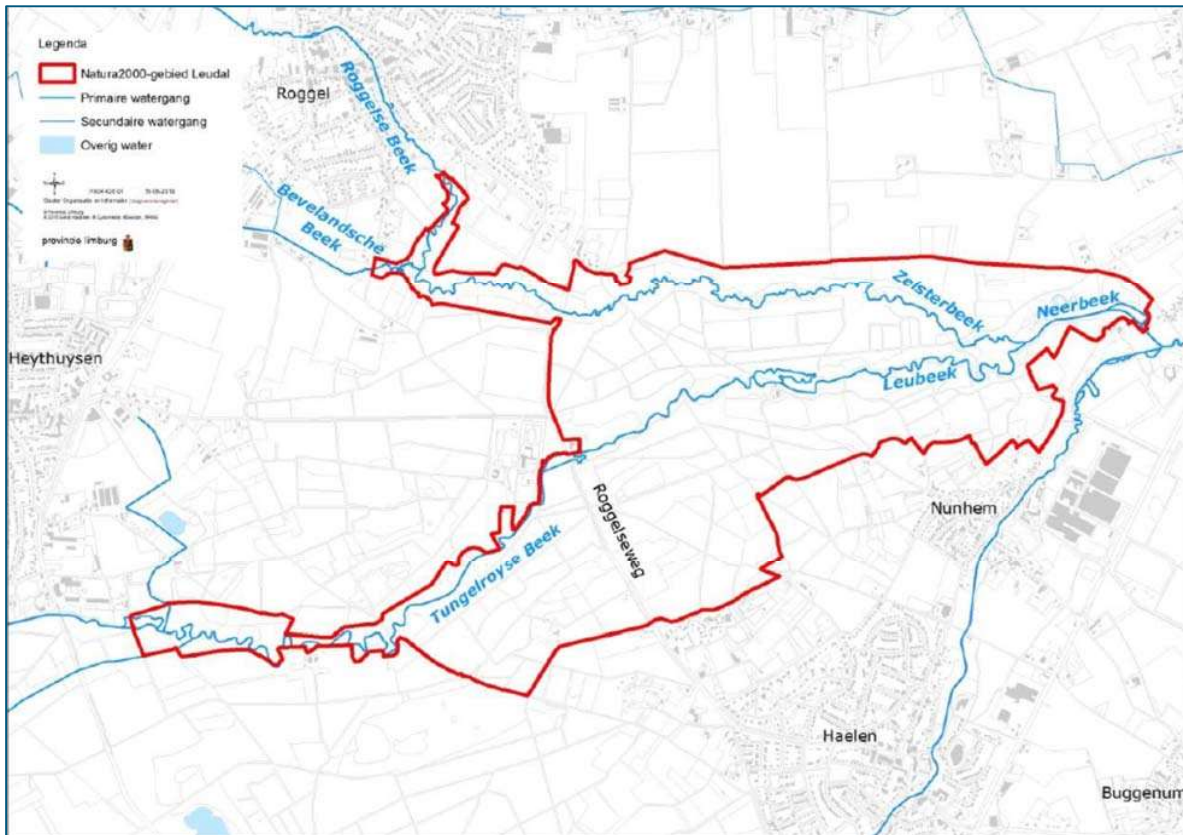 Legenda
Natura2000-gebied Leudal
Primaire watergang
Secundaire watergang
Overig water
provincie limburg
Roggel
Roggelse Beek
Bevelandsche
Beek
Zeisterbeek
Neerbeek
Heythuysen
Leubeek
Roggelseweg
Nunhem
Tungelroyse Beek
Haelen
Buggenum